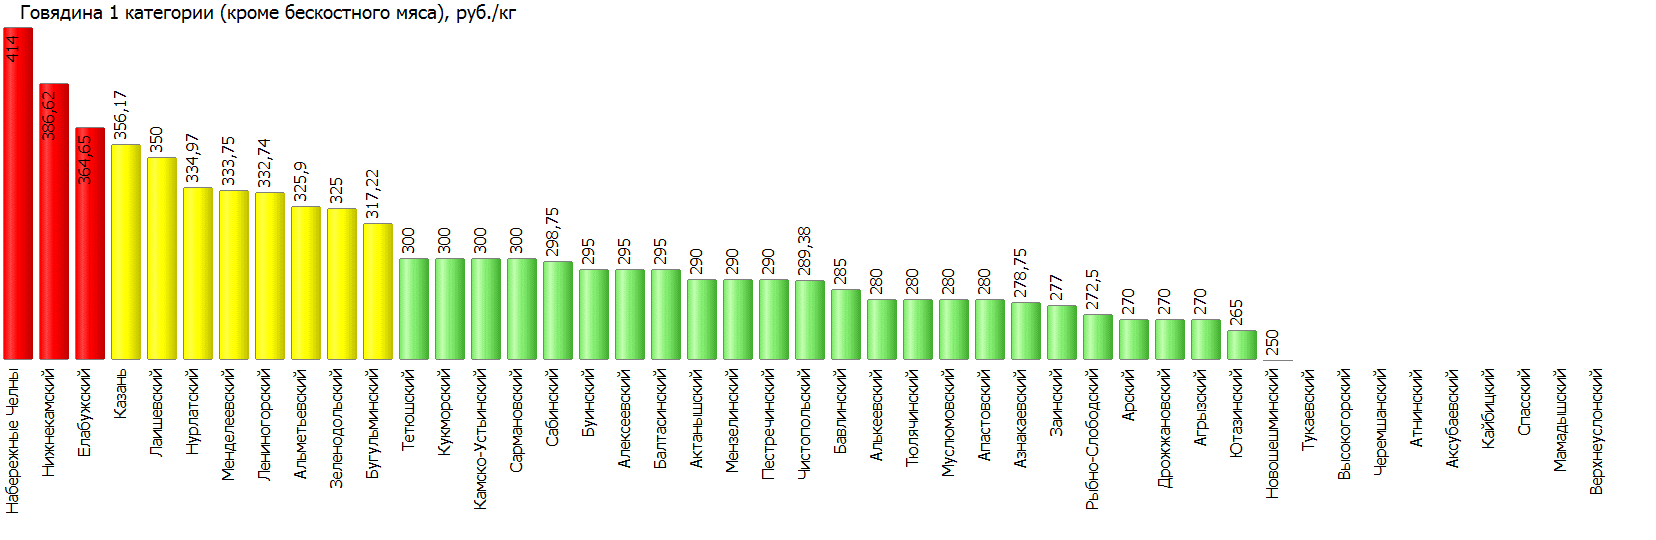 Говядина 1 категории (кроме бескостного мяса), руб./кг
414
386,62
364,65
356,17
350
334,97
333,75
332,74
325,9
325
317,22
300
300
300
300
298,75
295
295
295
290
290
290
289,38
285
280
280
280
280
278,75
277
272,5
270
270
270
265
250
Набережные Челны
Нижнекамский
Елабужский
Казань
Лаишевский
Нурлатский
Менделеевский
Лениногорский
Альметьевский
Зеленодольский
Бугульминский
Тетюшский
Кукморский
Камско-Устьинский
Сармановский
Сабинский
Буинский
Алексеевский
Балтасинский
Актанышский
Мензелинский
Пестречинский
Чистопольский
Бавлинский
Алькеевский
Тюлячинский
Муслюмовский
Апастовский
Азнакаевский
Заинский
Рыбно-Слободский
Арский
Дрожжановский
Агрызский
Ютазинский
Новошешминский
Тукаевский
Высокогорский
Черемшанский
Атнинский
Аксубаевский
Кайбицкий
Спасский
Мамадышский
Верхнеуслонский